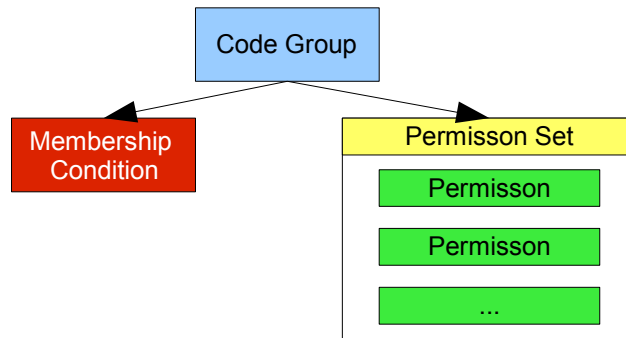 Code Group
Membership
Condition
Permisson Set
Permisson
Permisson
...